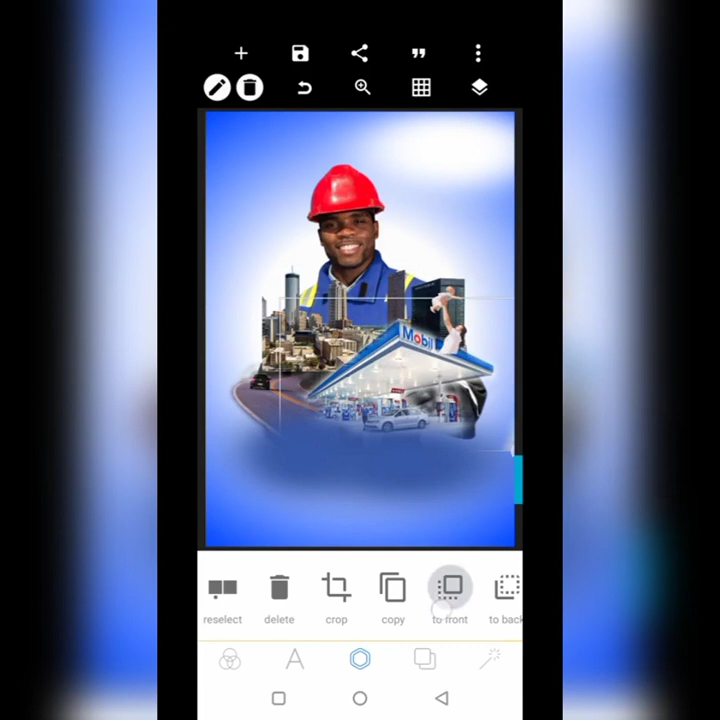 Mobil
reselect
delete
crop
copy
to front
to back